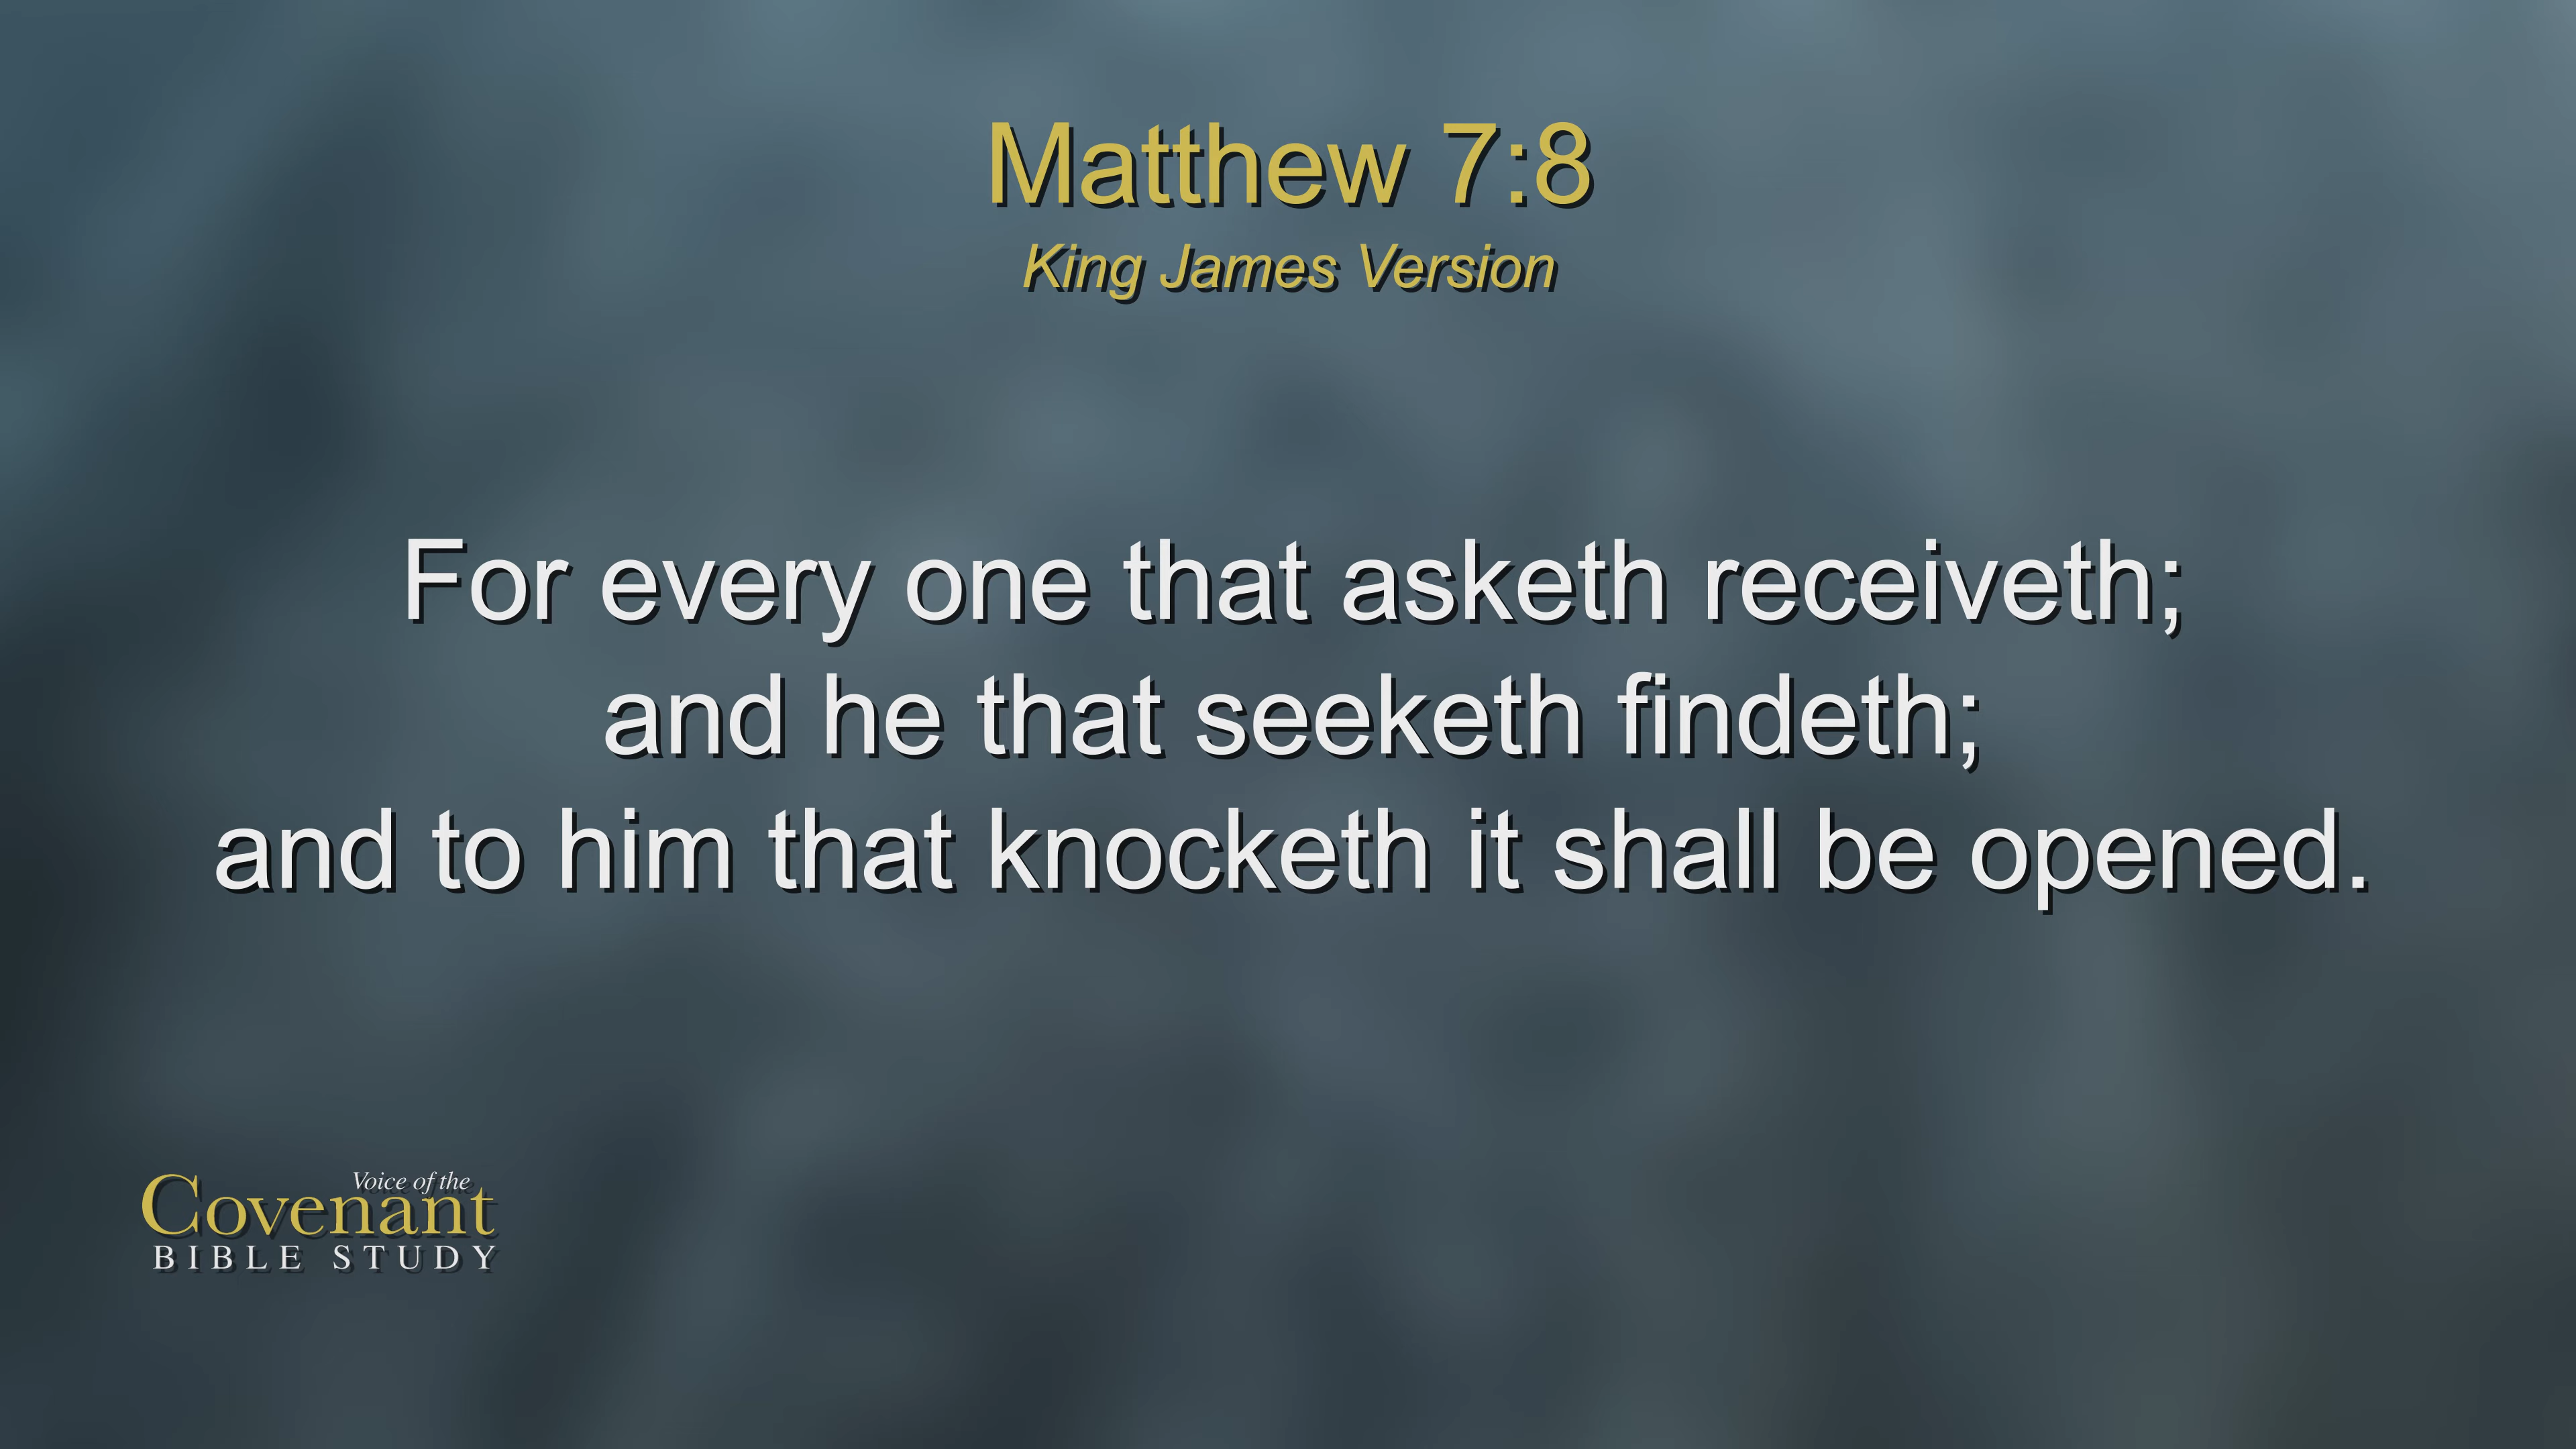 Matthew 7:8
King James Version
For every one that asketh receiveth;
and he that seeketh findeth;
and to him that knocketh it shall be opened.
Voice of the
Covenant
BIBLE STUDY